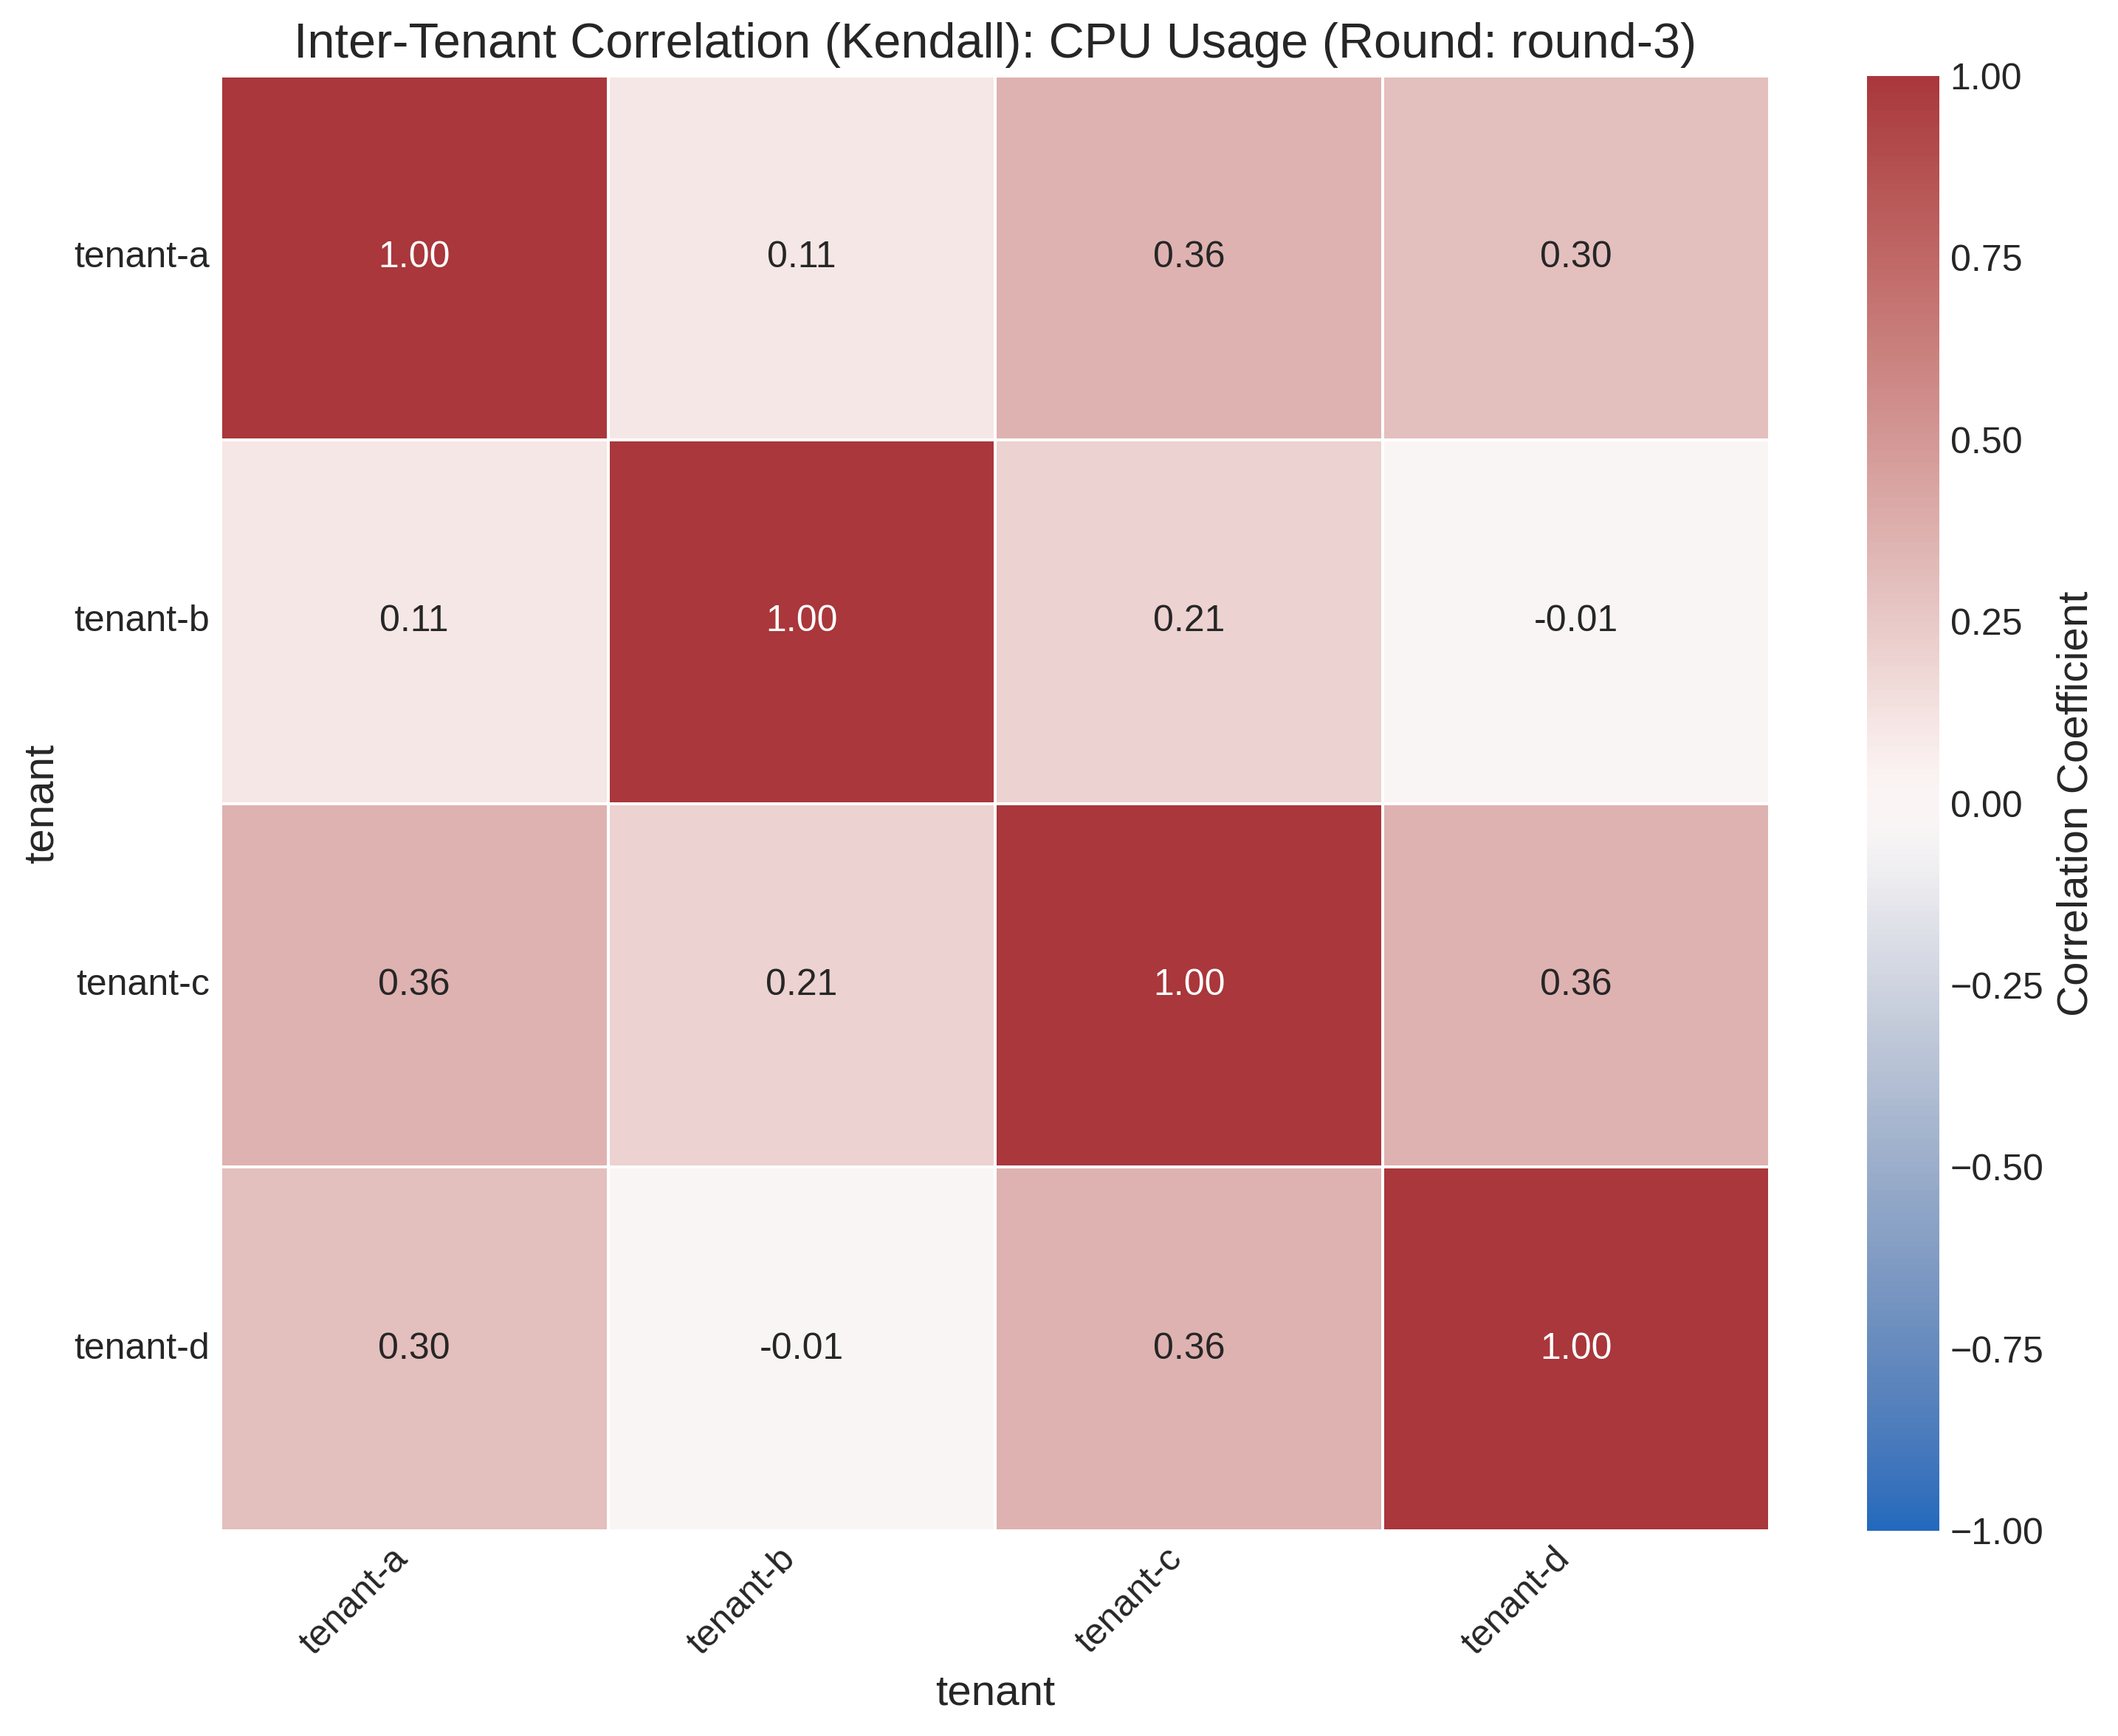 Inter-Tenant Correlation (Kendall): CPU Usage (Round: round-3)
tenant-a 1.00 0.11 0.36 0.30
tenant-b 0.11 1.00 0.21 -0.01
tenant-c 0.36 0.21 1.00 0.36
tenant-d 0.30 -0.01 0.36 1.00
tenant
tenant-a tenant-b tenant-c tenant-d
tenant
1.00
0.75
0.50
0.25
0.00
−0.25
−0.50
−0.75
−1.00
Correlation Coefficient